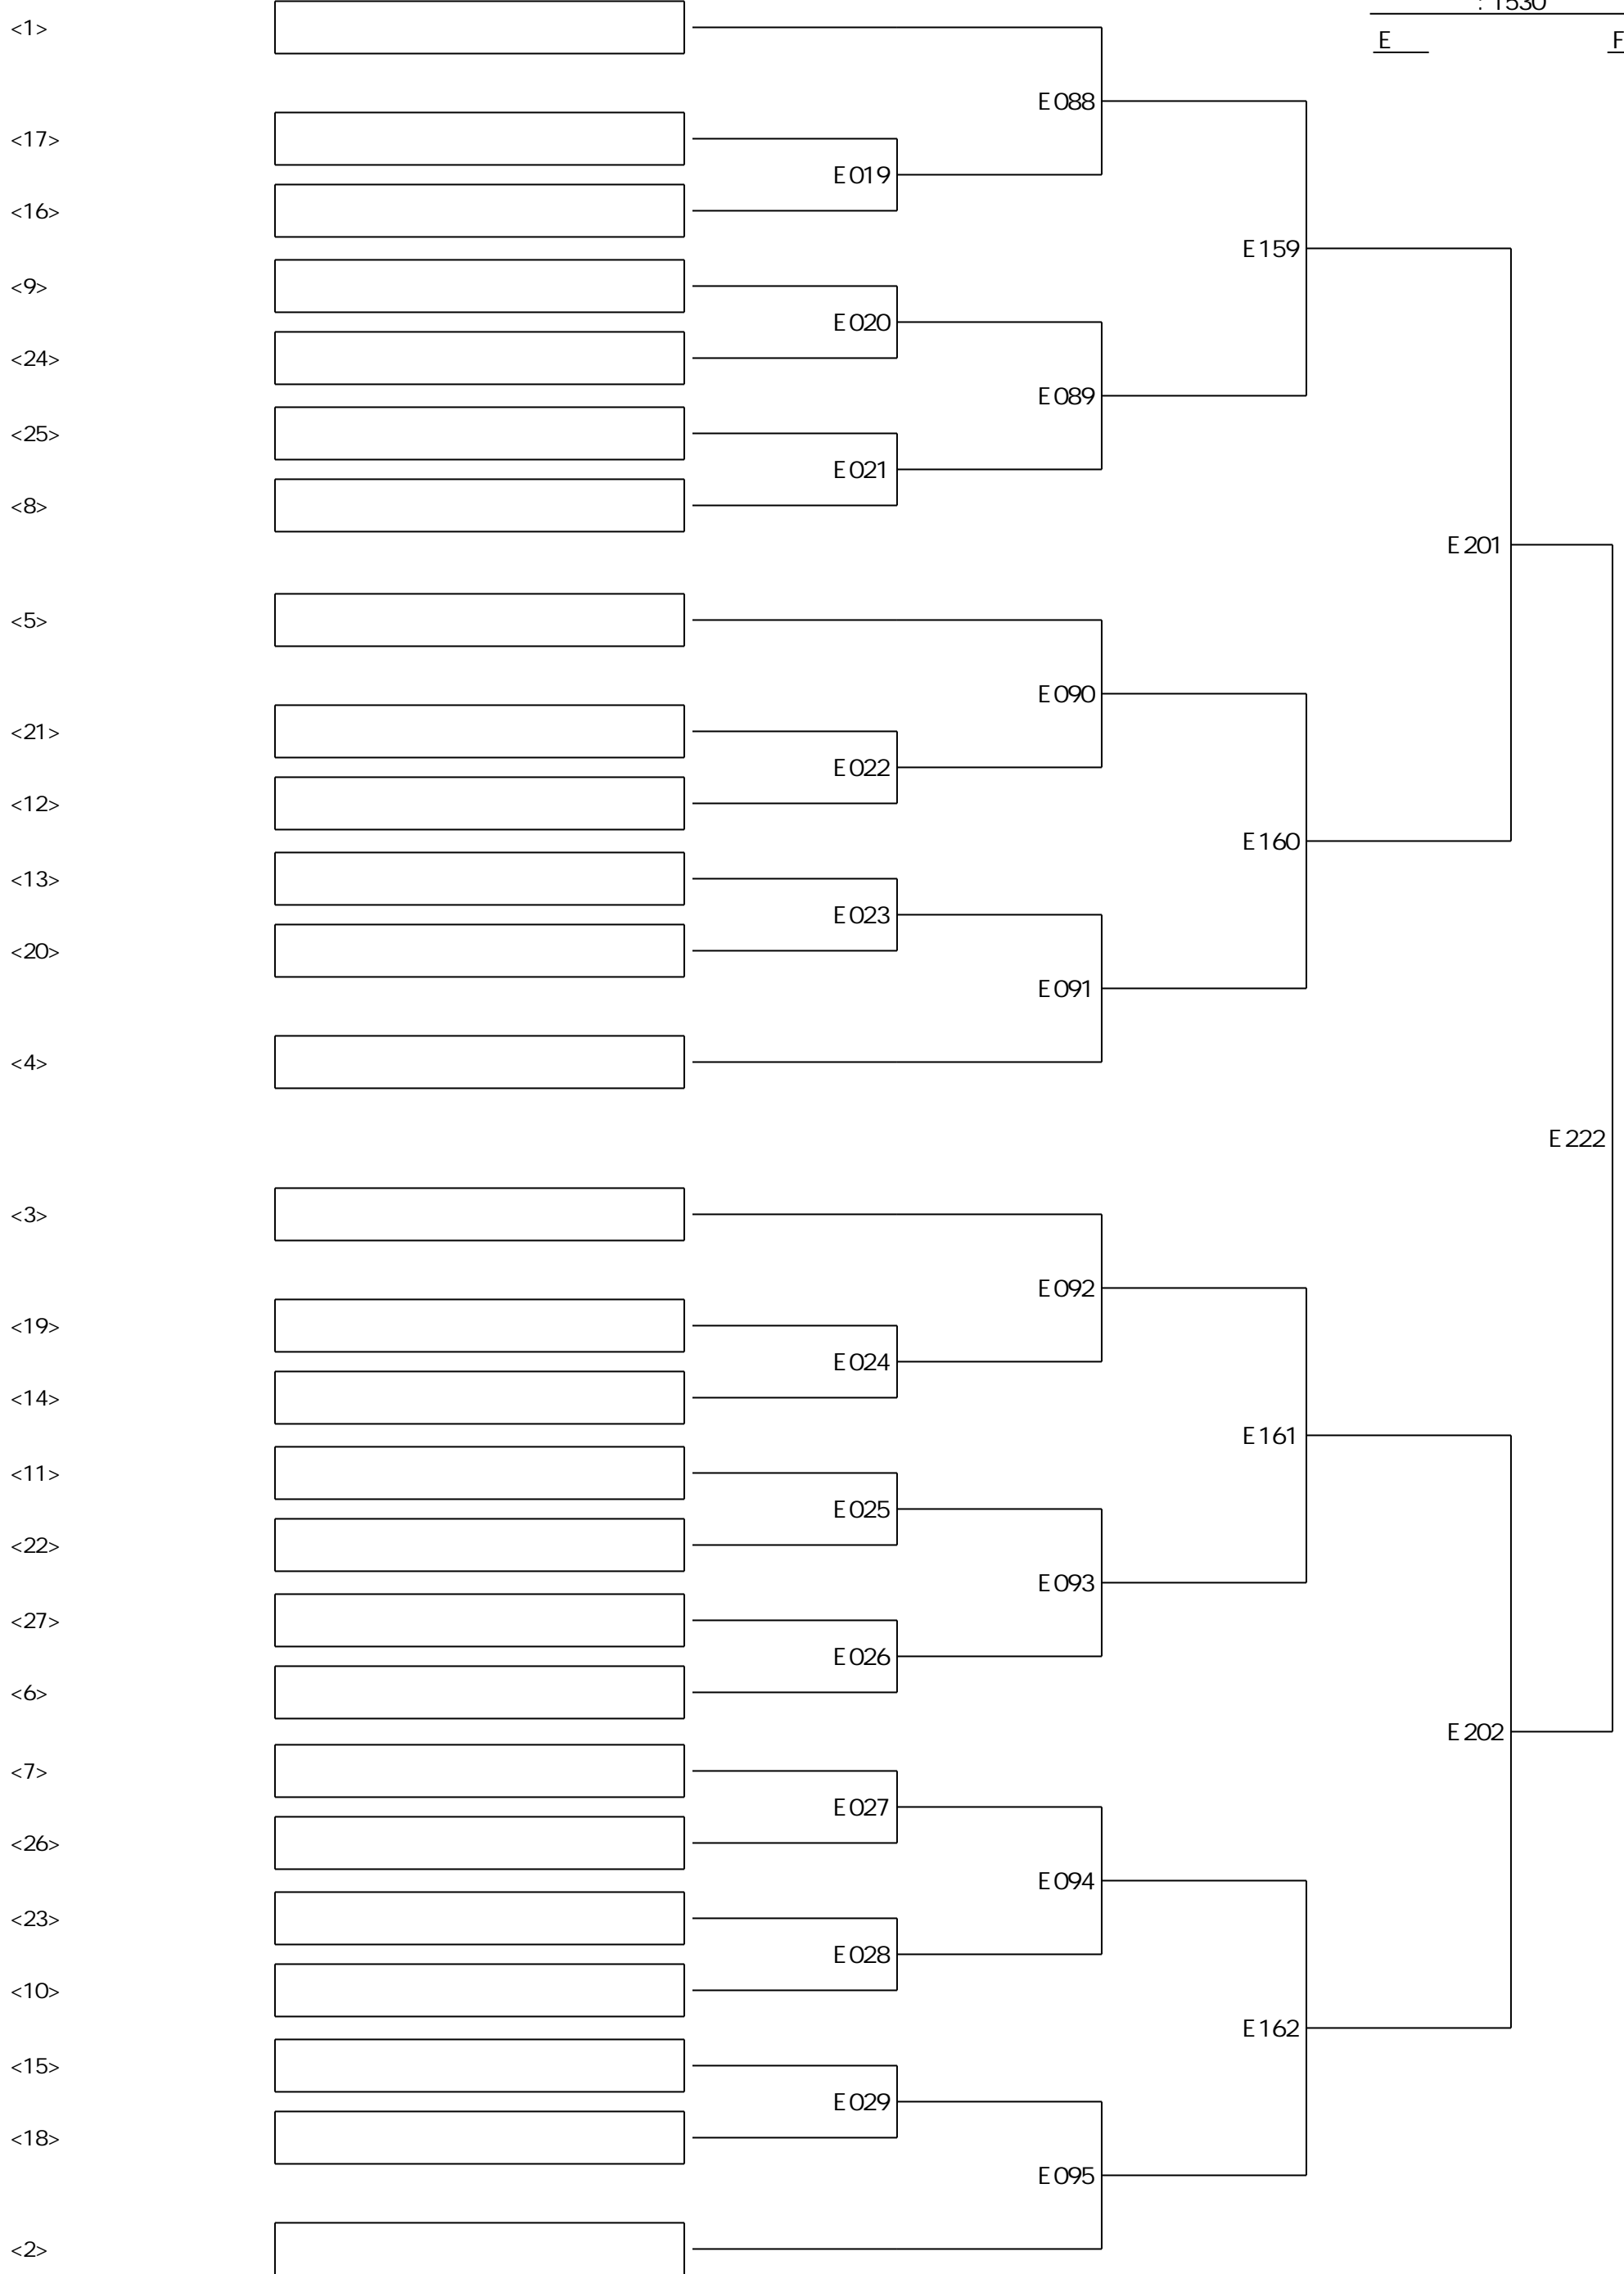 : 1530
<1>
E
F
E088
<17>
E019
<16>
E159
<9>
E020
<24>
E089
<25>
E021
<8>
E201
<5>
E090
<21>
E022
<12>
E160
<13>
E023
<20>
E091
<4>
E222
<3>
E092
<19>
E024
<14>
E161
<11>
E025
<22>
E093
<27>
E026
<6>
E202
<7>
E027
<26>
E094
<23>
E028
<10>
E162
<15>
E029
<18>
E095
<2>